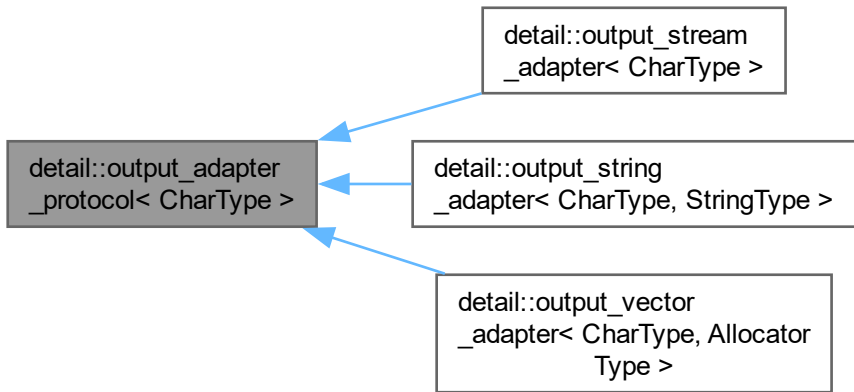 detail::output_stream
_adapter< CharType >
detail::output_adapter
_protocol< CharType >
detail::output_string
_adapter< CharType, StringType >
detail::output_vector
_adapter< CharType, Allocator
Type >